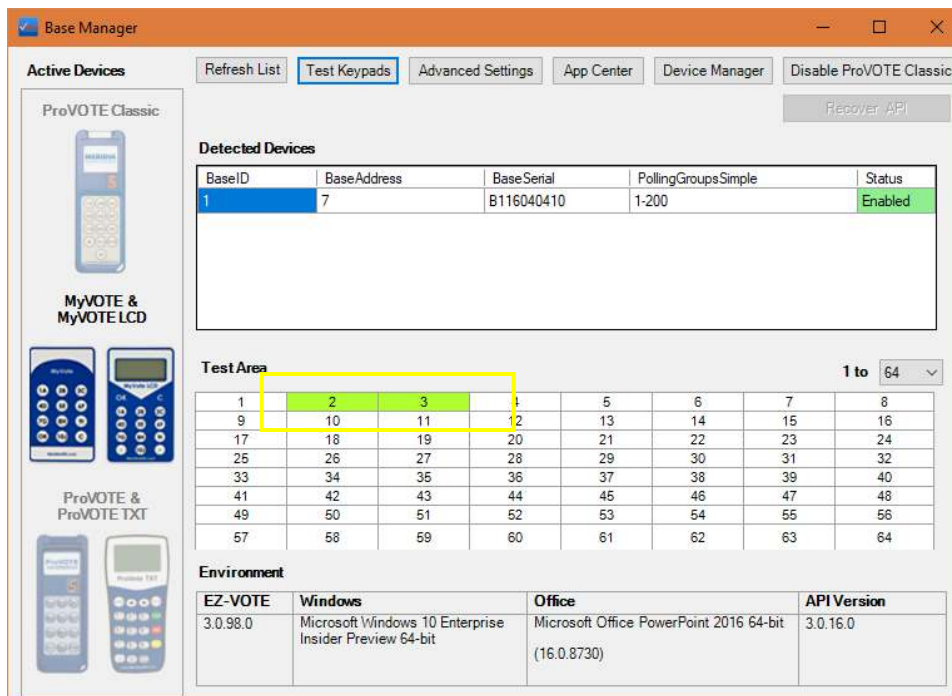 Base Manager
Active Devices
Refresh List Test Keypads Advanced Settings App Center Device Manager Disable ProVOTE Classic
Recover API
ProVOTE Classic
MyVOTE &
MyVOTE LCD
ProVOTE &
ProVOTE TXT
Detected Devices
BaseID BaseAddress BaseSerial PollingGroupsSimple Status
1 7 B116040410 1-200 Enabled
Test Area 1 to 64
1 2 3 4 5 6 7 8
9 10 11 12 13 14 15 16
17 18 19 20 21 22 23 24
25 26 27 28 29 30 31 32
33 34 35 36 37 38 39 40
41 42 43 44 45 46 47 48
49 50 51 52 53 54 55 56
57 58 59 60 61 62 63 64
Environment
EZ-VOTE Windows Office API Version
3.0.98.0 Microsoft Windows 10 Enterprise Microsoft Office PowerPoint 2016 64-bit 3.0.16.0
Insider Preview 64-bit
(16.0.8730)